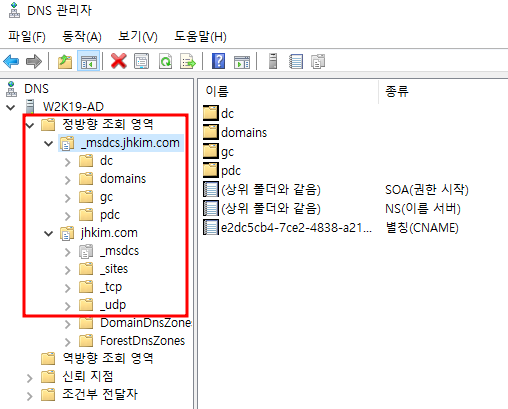 DNS 관리자
파일(F) 동작(A) 보기(V) 도움말(H)
DNS
W2K19-AD
정방향 조회 영역
_msdcs.jhkim.com
dc
domains
gc
pdc
jhkim.com
_msdcs
_sites
_tcp
_udp
DomainDnsZones
ForestDnsZones
역방향 조회 영역
신뢰 지점
조건부 전달자
이름 종류
dc
domains
gc
pdc
(상위 폴더와 같음) SOA(권한 시작)
(상위 폴더와 같음) NS(이름 서버)
e2dc5cb4-7ce2-4838-a21... 별칭(CNAME)